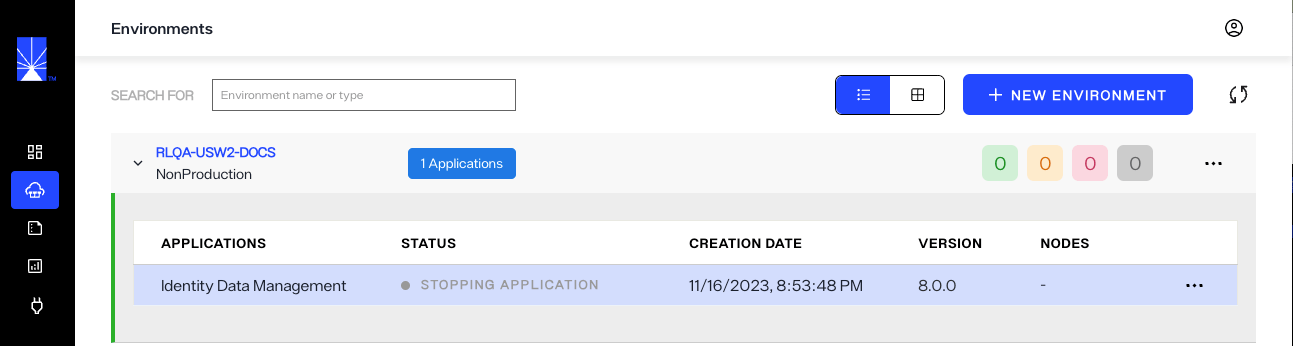 Environments
TM
SEARCH FOR Environment name or type + NEW ENVIRONMENT
RLQA-USW2-DOCS
NonProduction
1 Applications 0 0 0 0 ...
APPLICATIONS STATUS CREATION DATE VERSION NODES
Identity Data Management STOPPING APPLICATION 11/16/2023, 8:53:48 PM 8.0.0 - ...